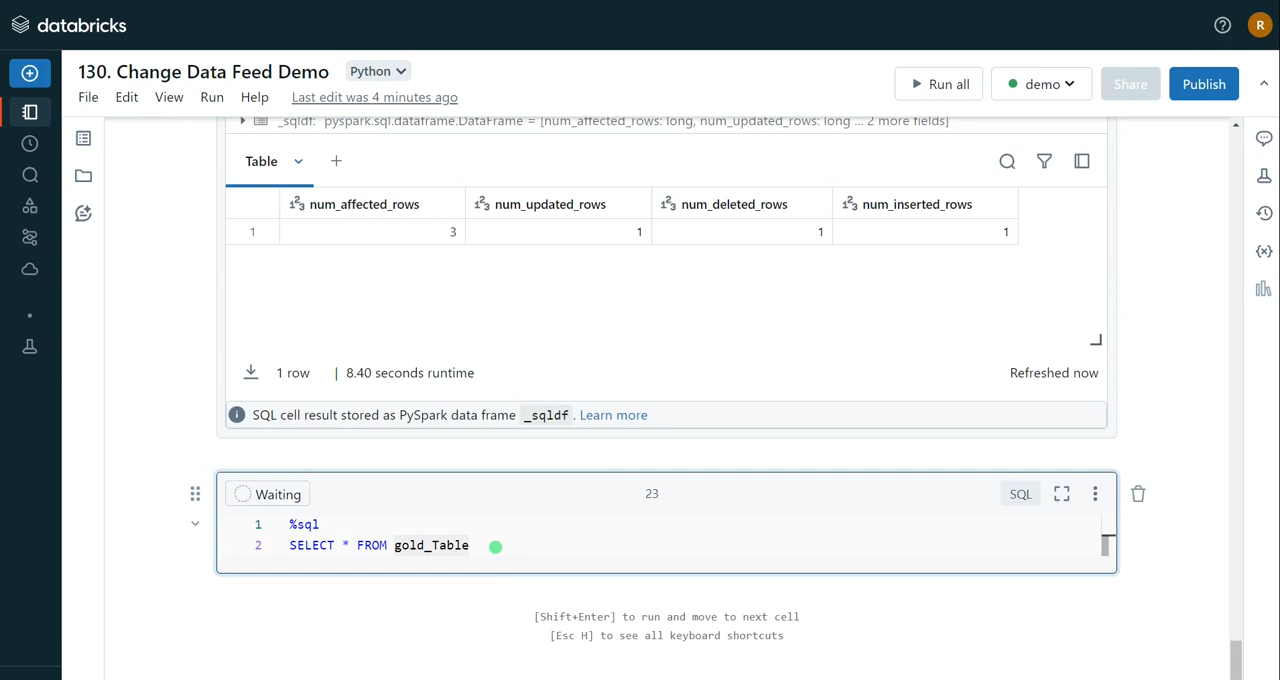 databricks
R
130. Change Data Feed Demo
Python
File Edit View Run Help Last edit was 4 minutes ago
Run all
demo
Share
Publish
_sqldf: pyspark.sql.dataframe.DataFrame = [num_affected_rows: long, num_updated_rows: long ... 2 more fields]
Table
num_affected_rows num_updated_rows num_deleted_rows num_inserted_rows
1 3 1 1 1
1 row | 8.40 seconds runtime Refreshed now
SQL cell result stored as PySpark data frame _sqldf. Learn more
Waiting 23 SQL
1 %sql
2 SELECT * FROM gold_Table
[Shift+Enter] to run and move to next cell
[Esc H] to see all keyboard shortcuts